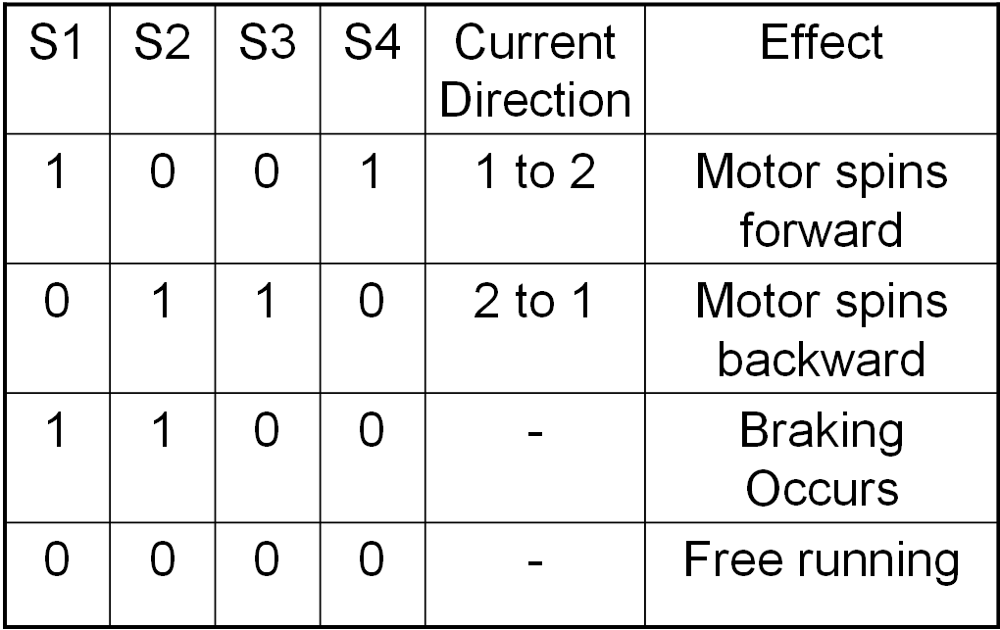 S1 S2 S3 S4 Current Direction Effect
1 0 0 1 1 to 2 Motor spins forward
0 1 1 0 2 to 1 Motor spins backward
1 1 0 0 - Braking Occurs
0 0 0 0 - Free running